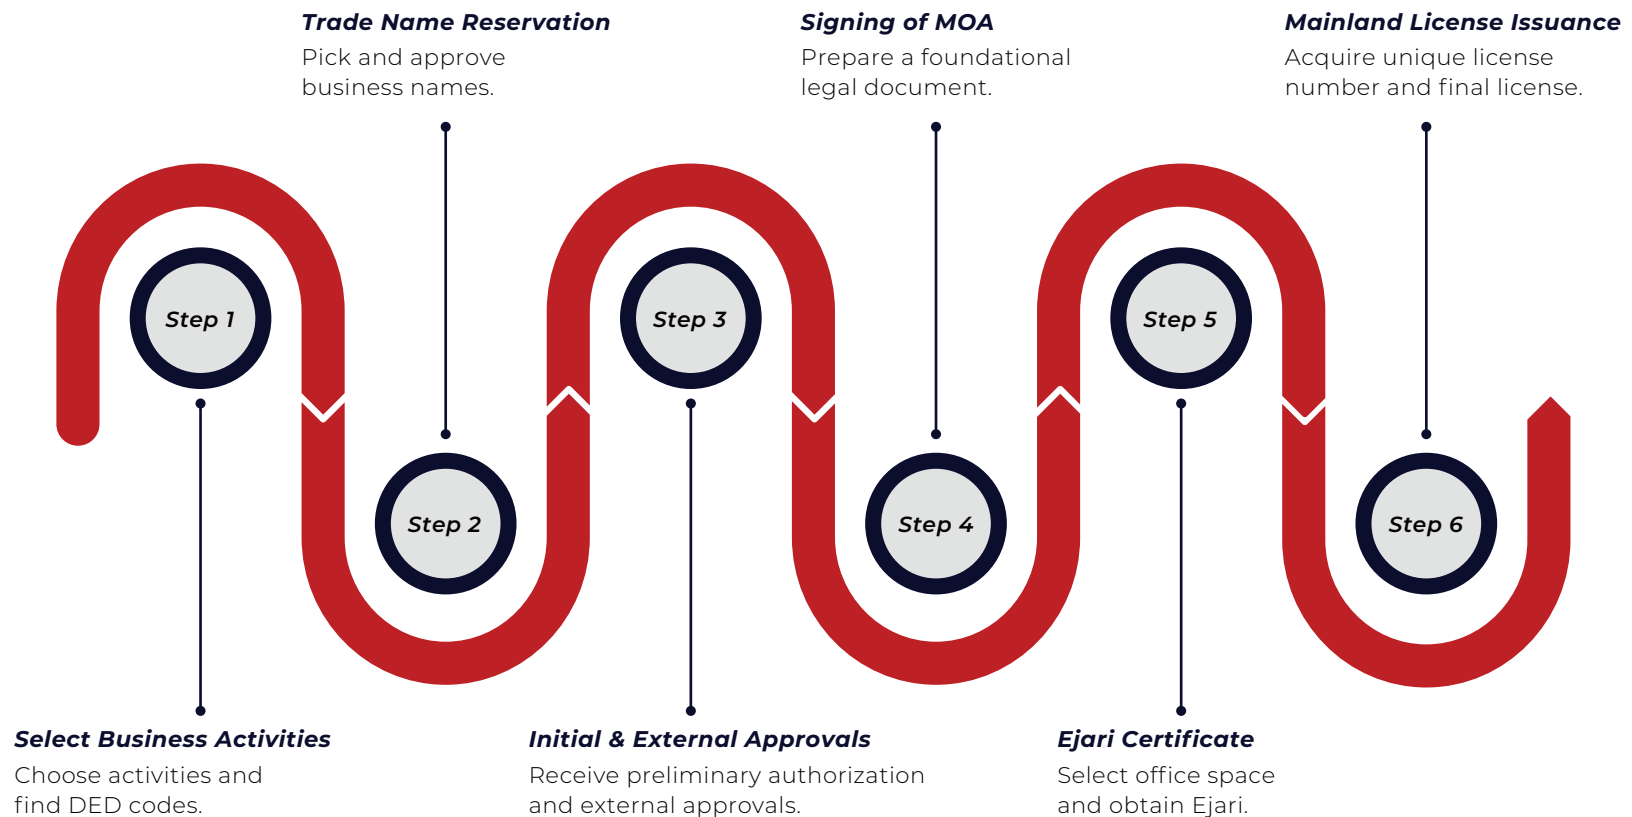 Trade Name Reservation
Pick and approve
business names.
Signing of MOA
Prepare a foundational
legal document.
Mainland License Issuance
Acquire unique license
number and final license.
Step 1
Step 3
Step 5
Step 2
Step 4
Step 6
Select Business Activities
Choose activities and
find DED codes.
Initial & External Approvals
Receive preliminary authorization
and external approvals.
Ejari Certificate
Select office space
and obtain Ejari.